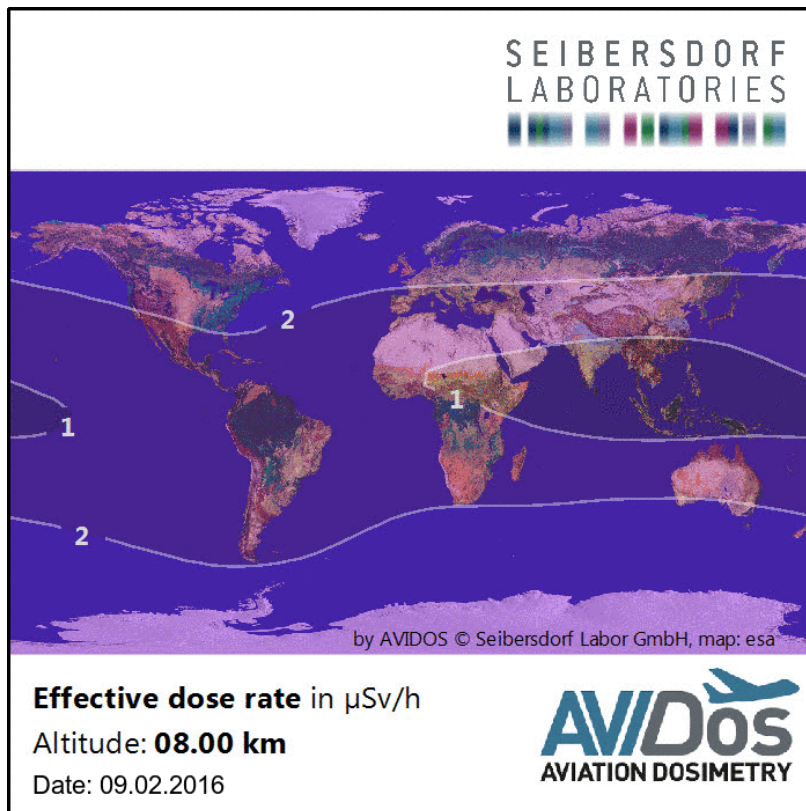 SEIBERSDORF
LABORATORIES
2
1
1
2
by AVIDOS © Seibersdorf Labor GmbH, map: esa
Effective dose rate in µSv/h
Altitude: 08.00 km
Date: 09.02.2016
AVIDos
AVIATION DOSIMETRY